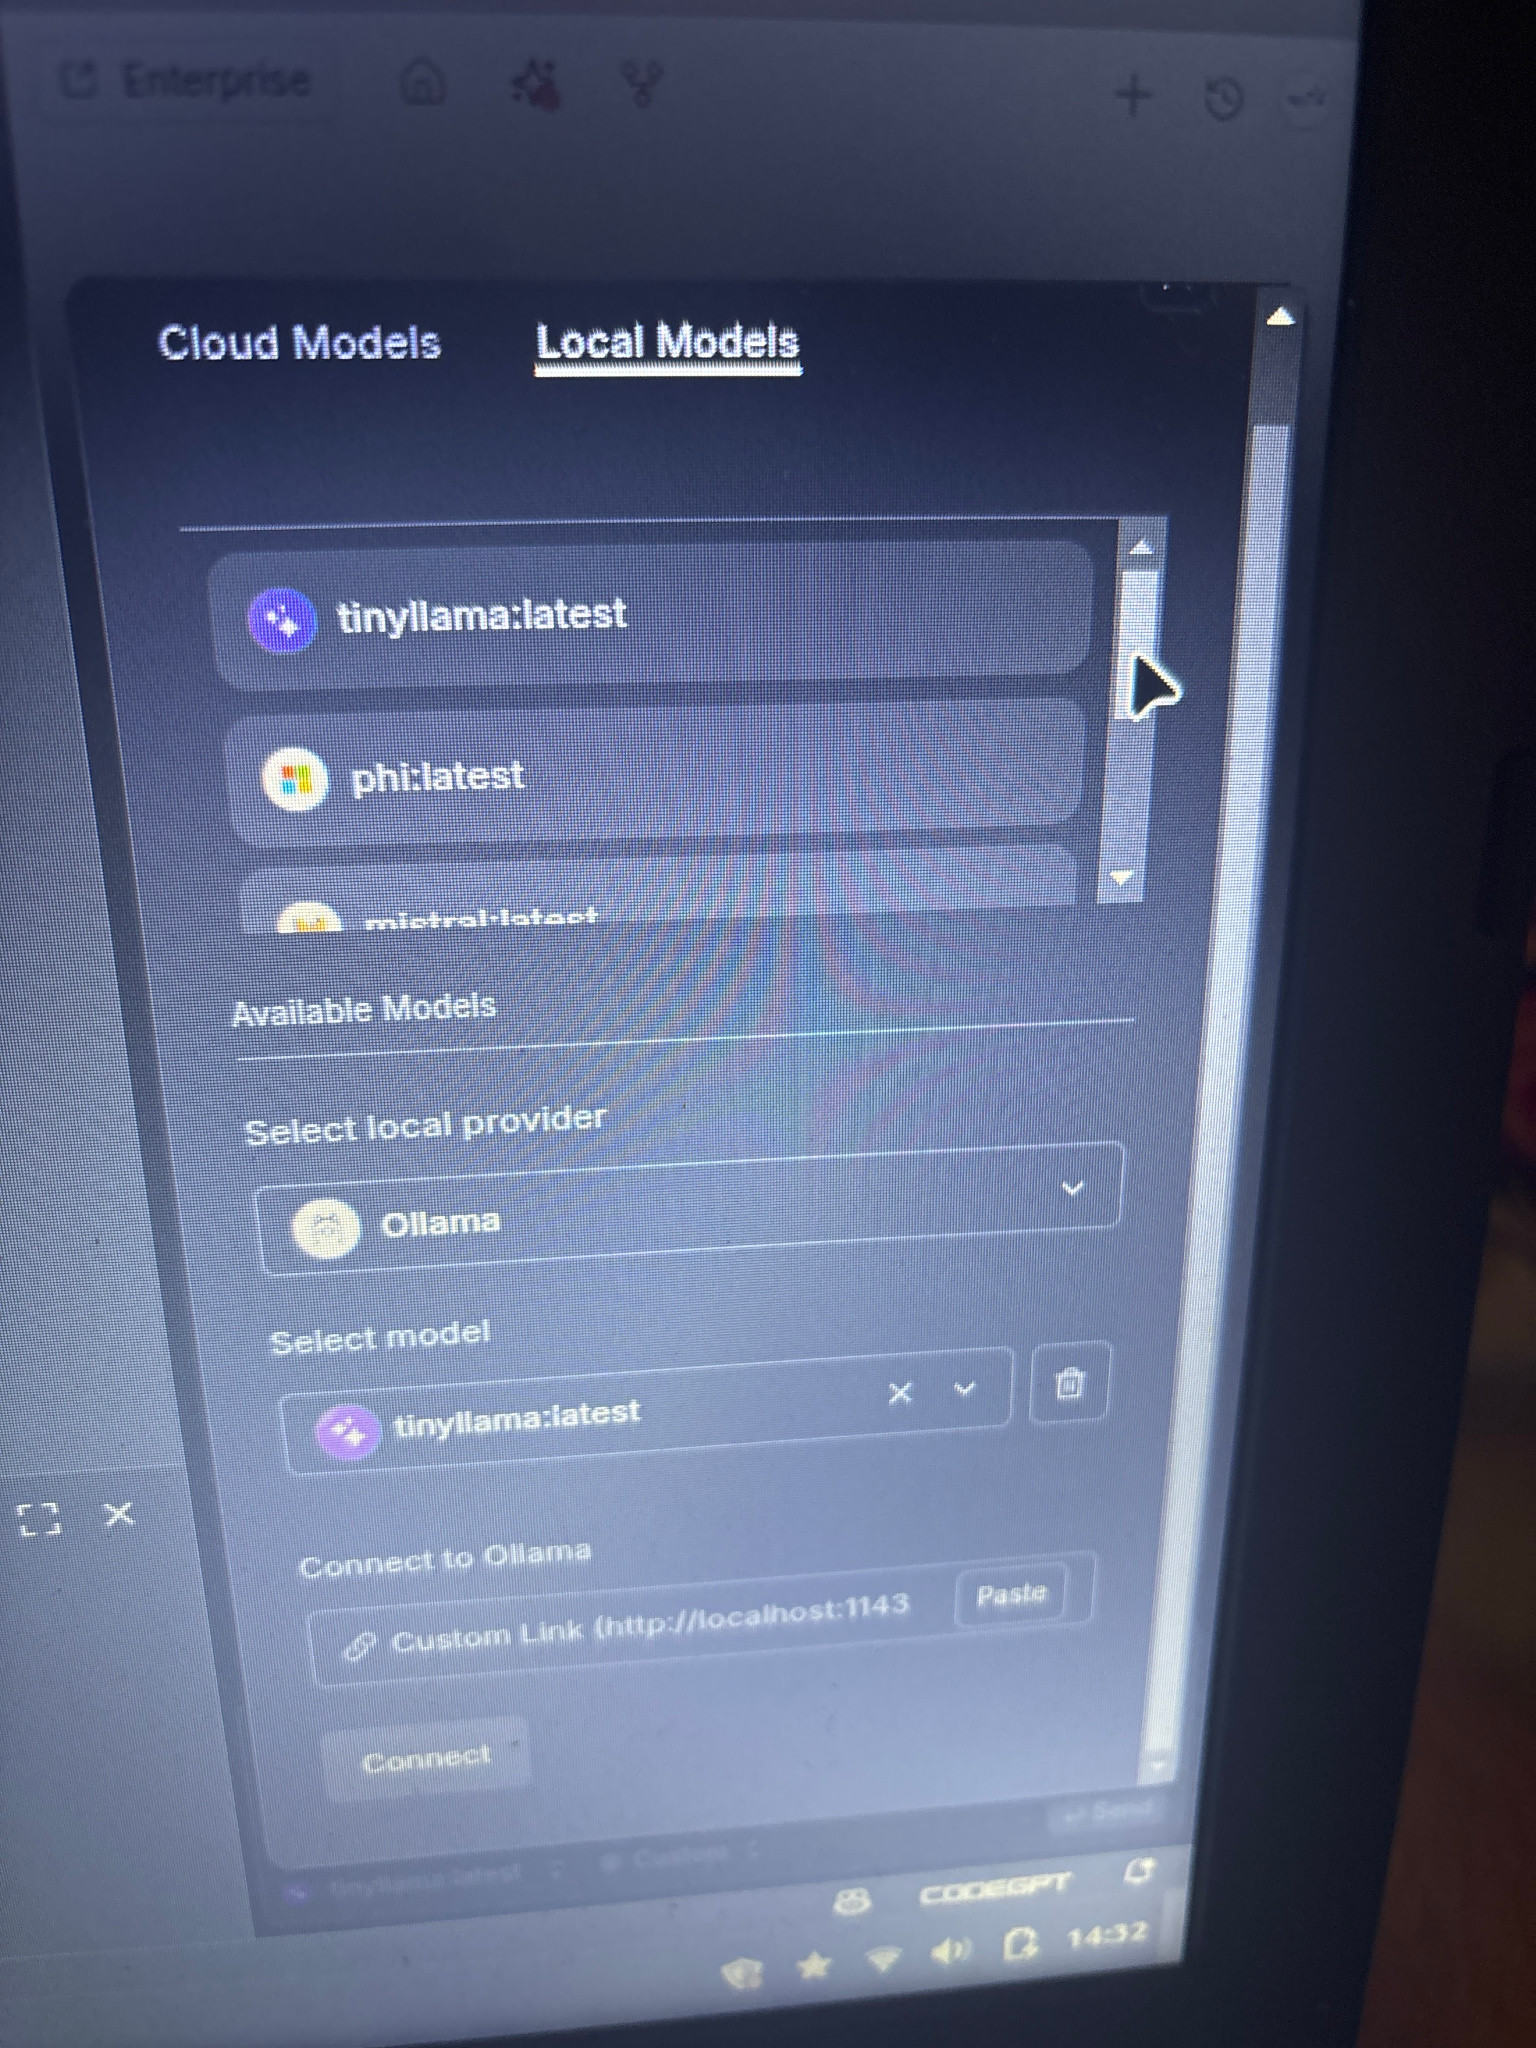 Enterprise
Cloud Models Local Models
tinyllama:latest
phi:latest
mistral:latest
Available Models
Select local provider
Ollama
Select model
tinyllama:latest
Connect to Ollama
Custom Link (http://localhost:1143
Paste
Connect
Send
tinyllama:latest Custom
CODEGPT
14:32